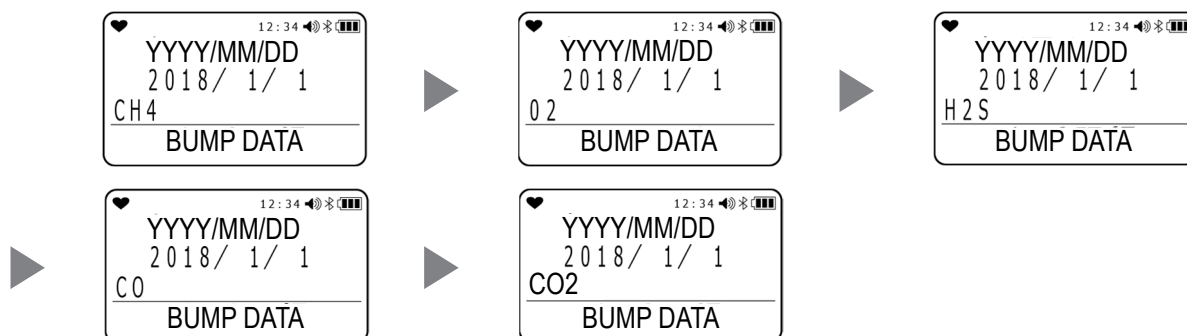 12:34
YYYY/MM/DD
2018/ 1/ 1
CH4
BUMP DATA
12:34
YYYY/MM/DD
2018/ 1/ 1
O2
BUMP DATA
12:34
YYYY/MM/DD
2018/ 1/ 1
H2S
BUMP DATA
12:34
YYYY/MM/DD
2018/ 1/ 1
CO
BUMP DATA
12:34
YYYY/MM/DD
2018/ 1/ 1
CO2
BUMP DATA